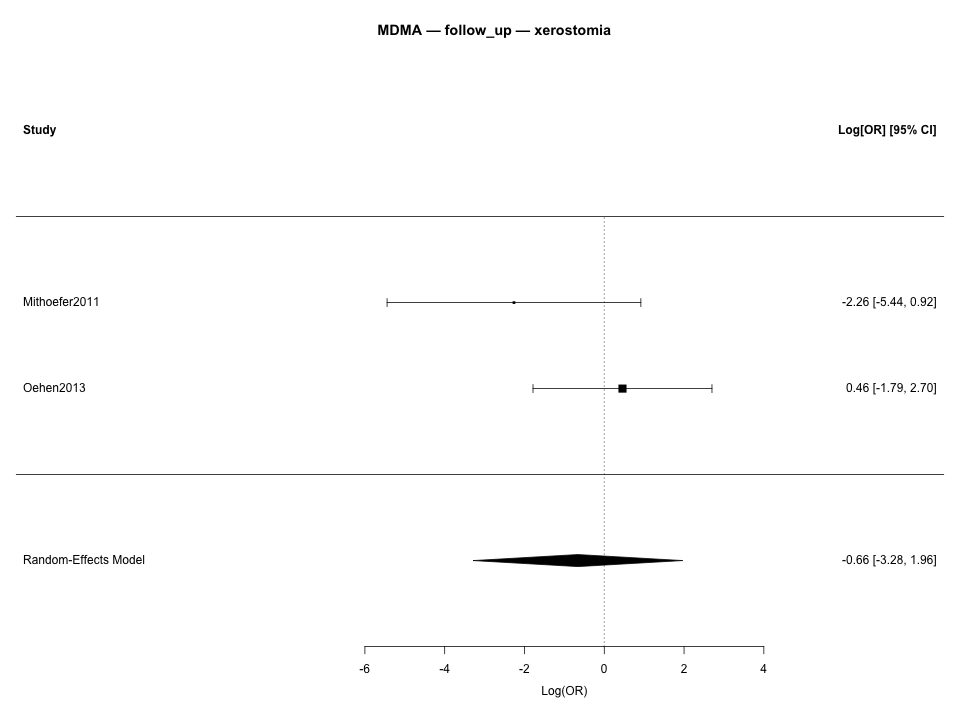 MDMA — follow_up — xerostomia
Study Log[OR] [95% CI]
Mithoefer2011 -2.26 [-5.44, 0.92]
Oehen2013 0.46 [-1.79, 2.70]
Random-Effects Model -0.66 [-3.28, 1.96]
-6 -4 -2 0 2 4
Log(OR)